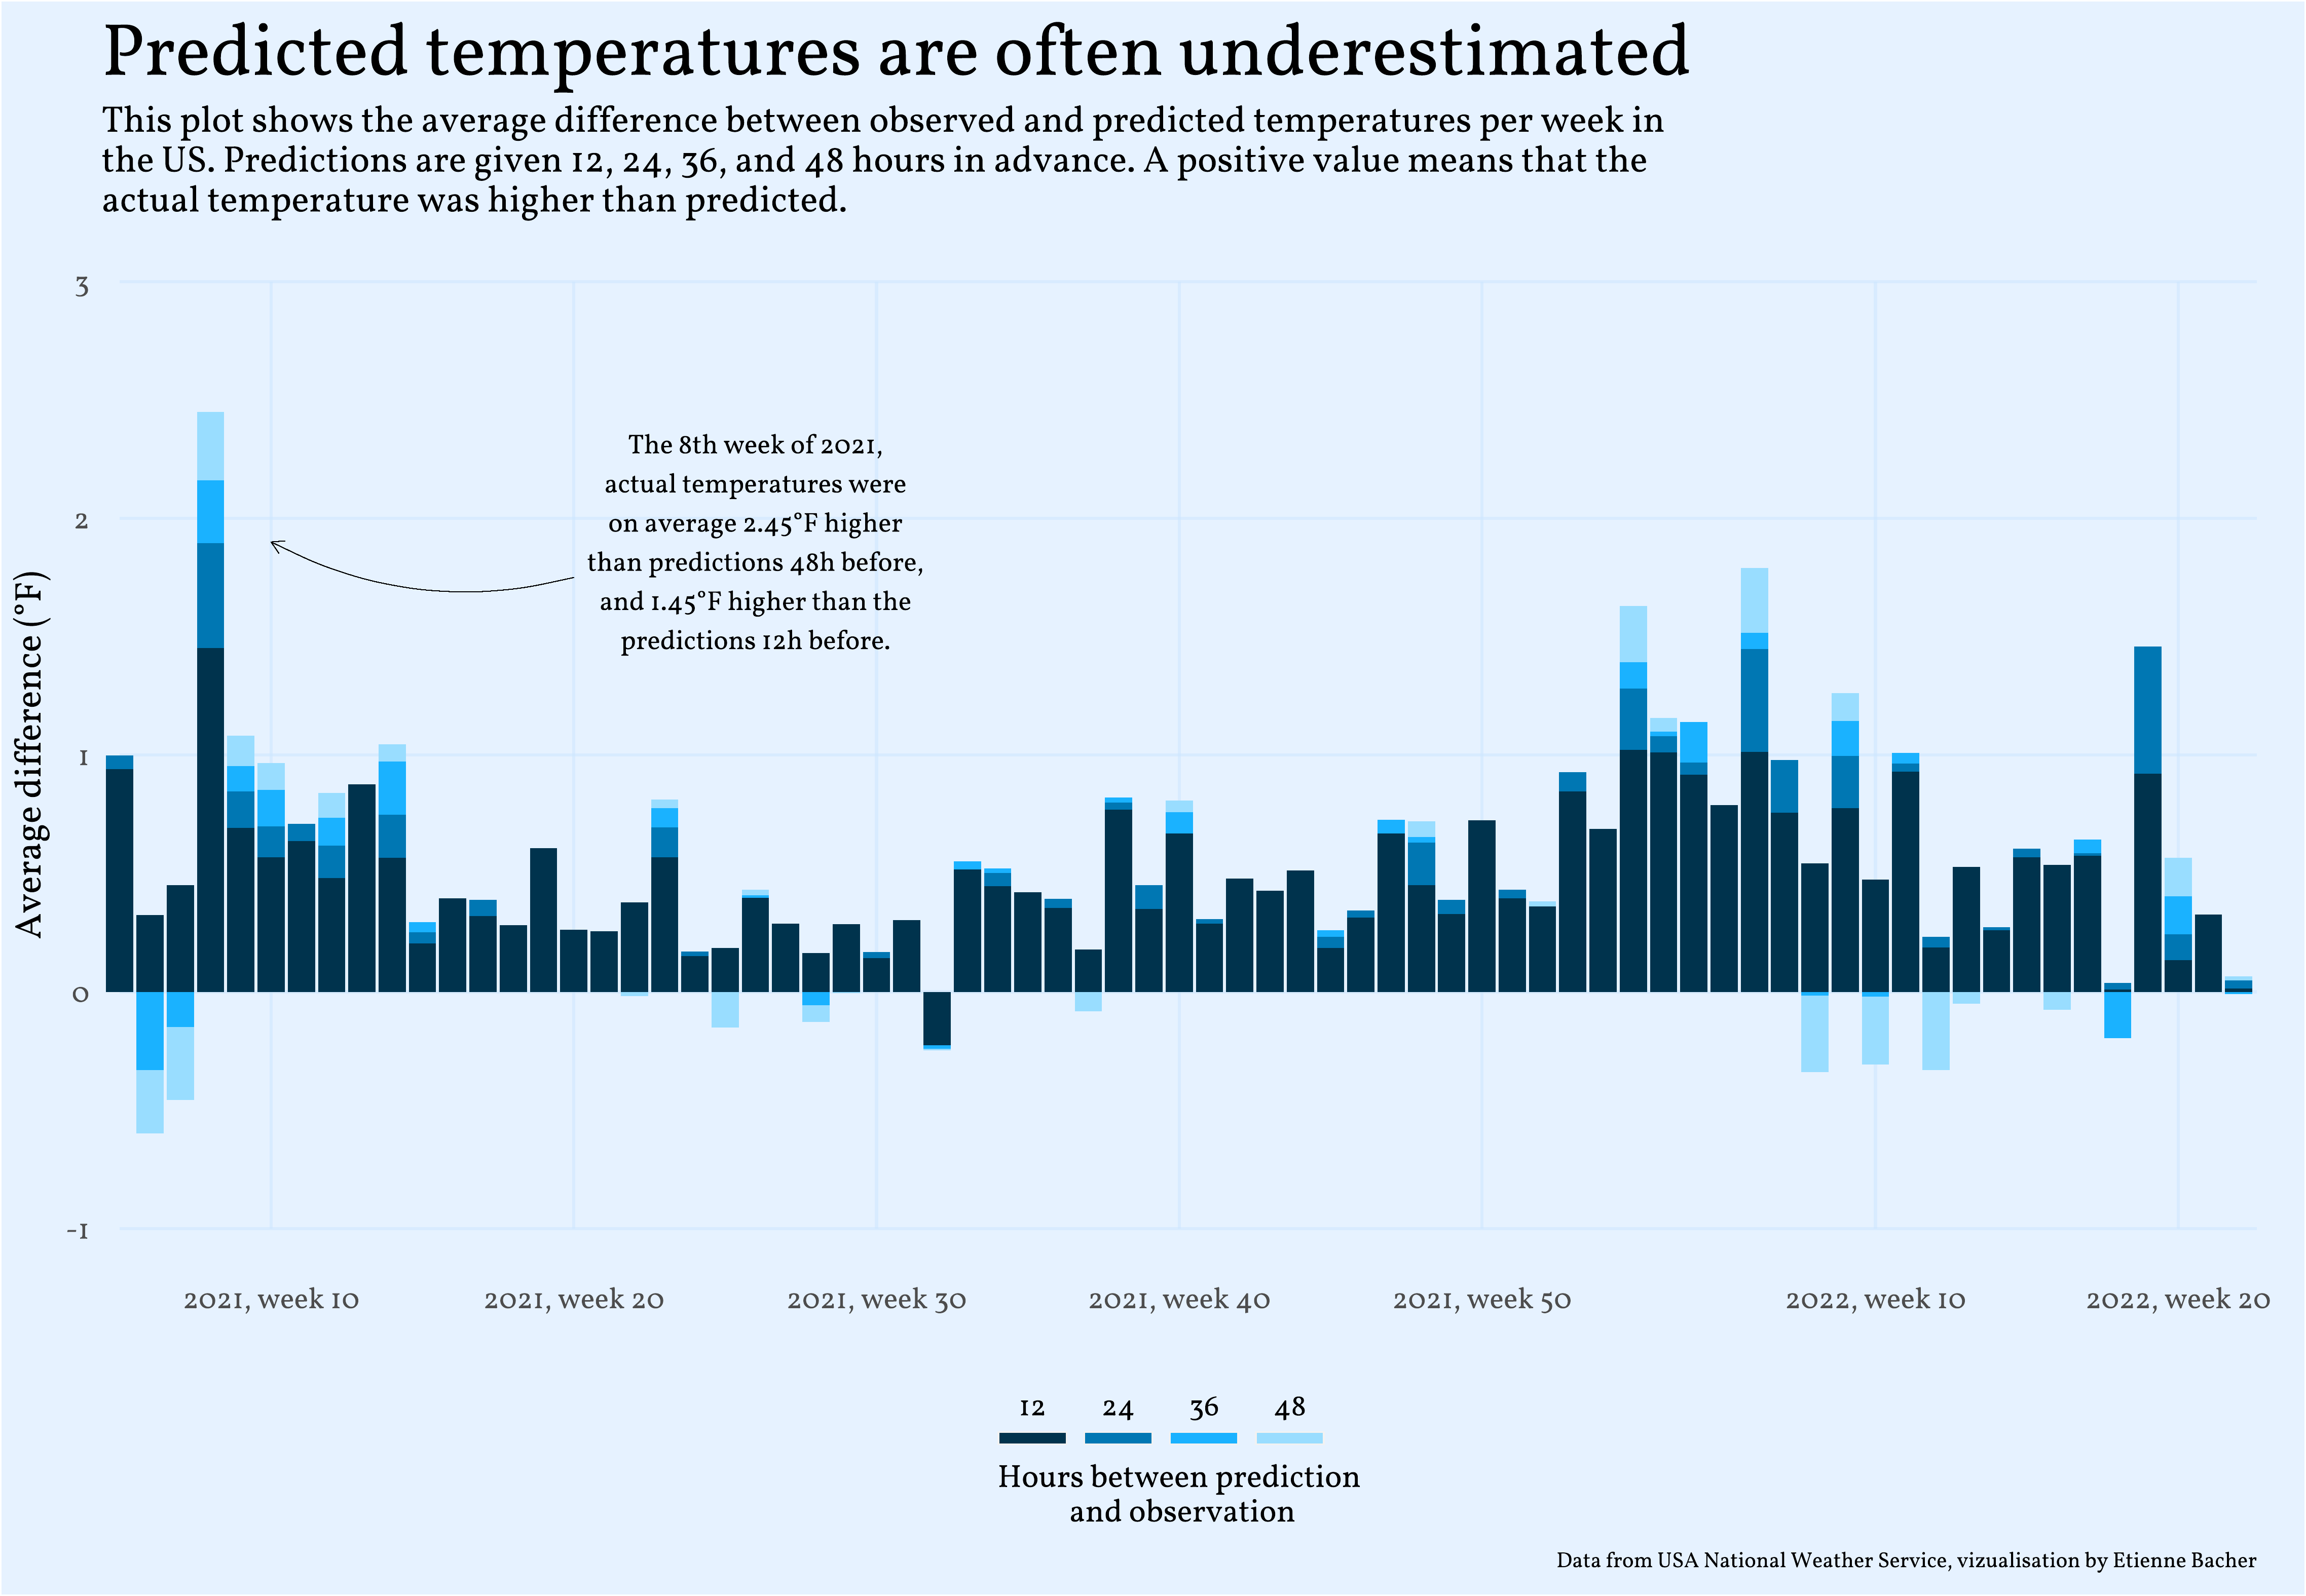 Predicted temperatures are often underestimated
This plot shows the average difference between observed and predicted temperatures per week in
the US. Predictions are given 12, 24, 36, and 48 hours in advance. A positive value means that the
actual temperature was higher than predicted.
3
2
1
0
-1
Average difference (°F)
The 8th week of 2021,
actual temperatures were
on average 2.45°F higher
than predictions 48h before,
and 1.45°F higher than the
predictions 12h before.
2021, week 10
2021, week 20
2021, week 30
2021, week 40
2021, week 50
2022, week 10
2022, week 20
12 24 36 48
Hours between prediction
and observation
Data from USA National Weather Service, vizualisation by Etienne Bacher